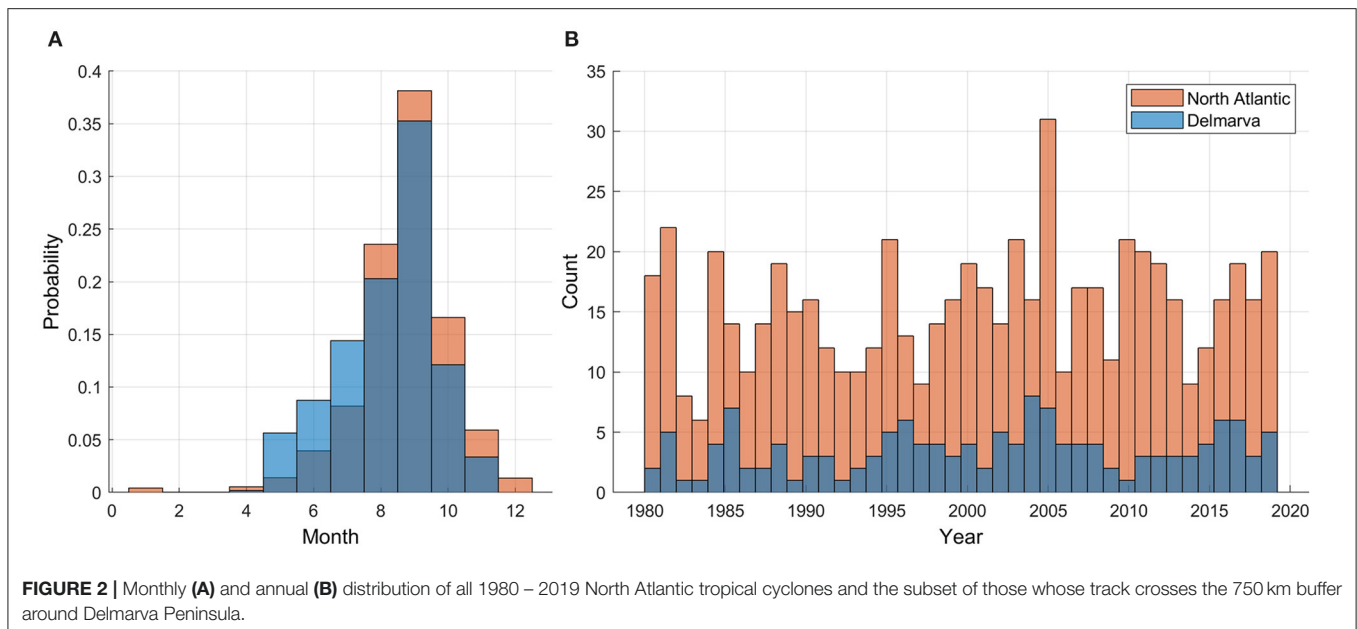 A
B
0.4
0.35
0.3
0.25
0.2
0.15
0.1
0.05
0
Probability
0 2 4 6 8 10 12
Month
35
30
25
20
15
10
5
0
Count
1980 1985 1990 1995 2000 2005 2010 2015 2020
Year
North Atlantic
Delmarva
FIGURE 2 | Monthly (A) and annual (B) distribution of all 1980 – 2019 North Atlantic tropical cyclones and the subset of those whose track crosses the 750 km buffer
around Delmarva Peninsula.